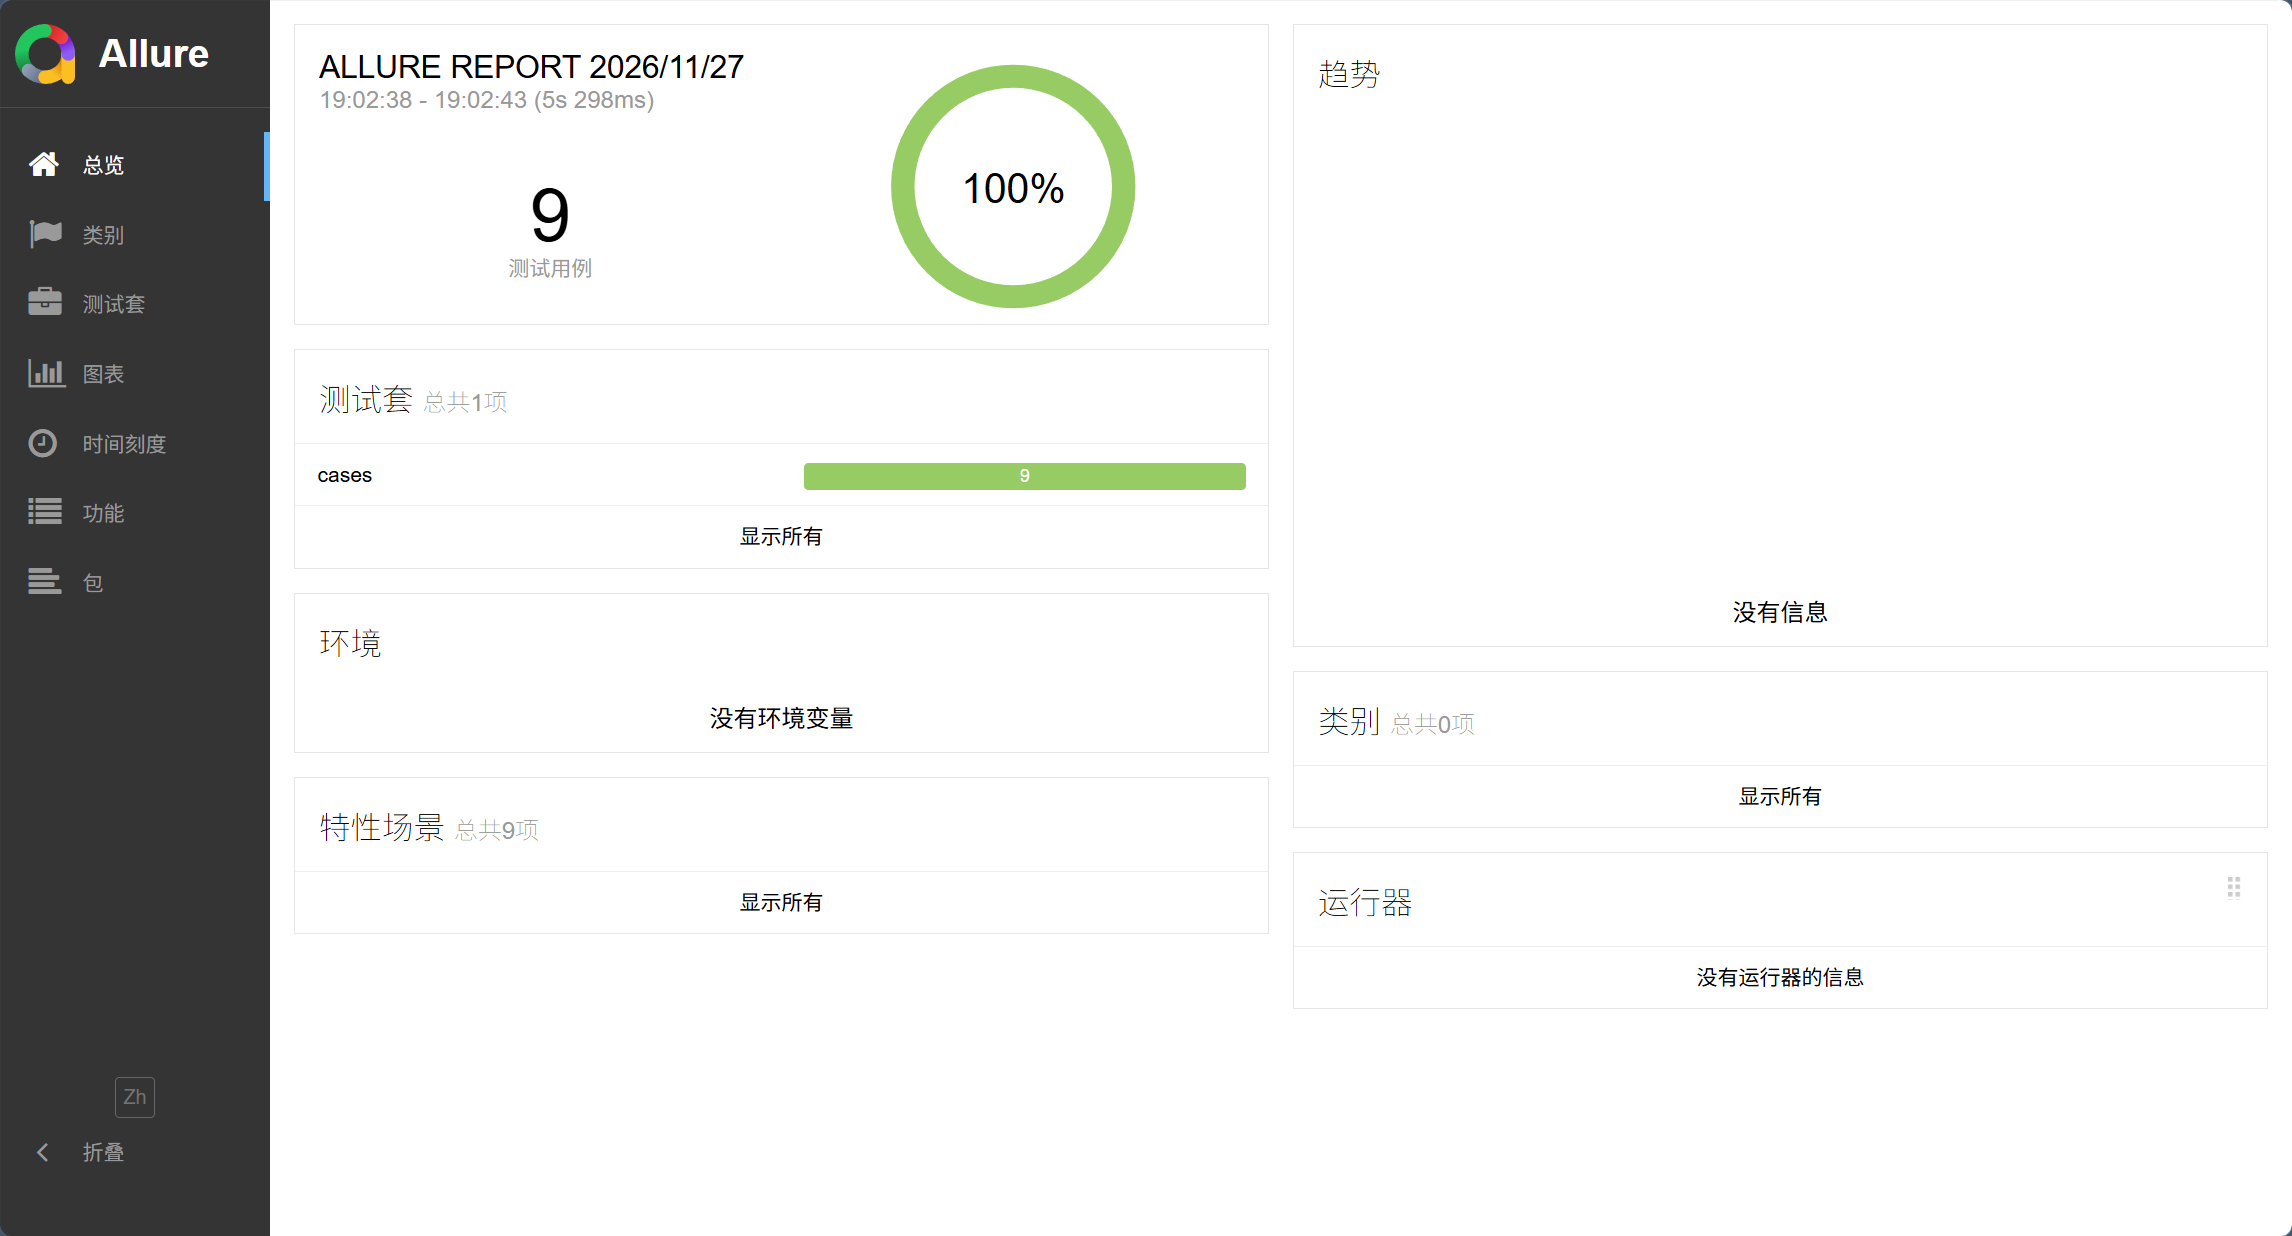 Allure
总览
类别
测试套
图表
时间刻度
功能
包
Zh
折叠
ALLURE REPORT 2026/11/27
19:02:38 - 19:02:43 (5s 298ms)
9
测试用例
100%
测试套 总共1项
cases 9
显示所有
环境
没有环境变量
特性场景 总共9项
显示所有
趋势
没有信息
类别 总共0项
显示所有
运行器
没有运行器的信息